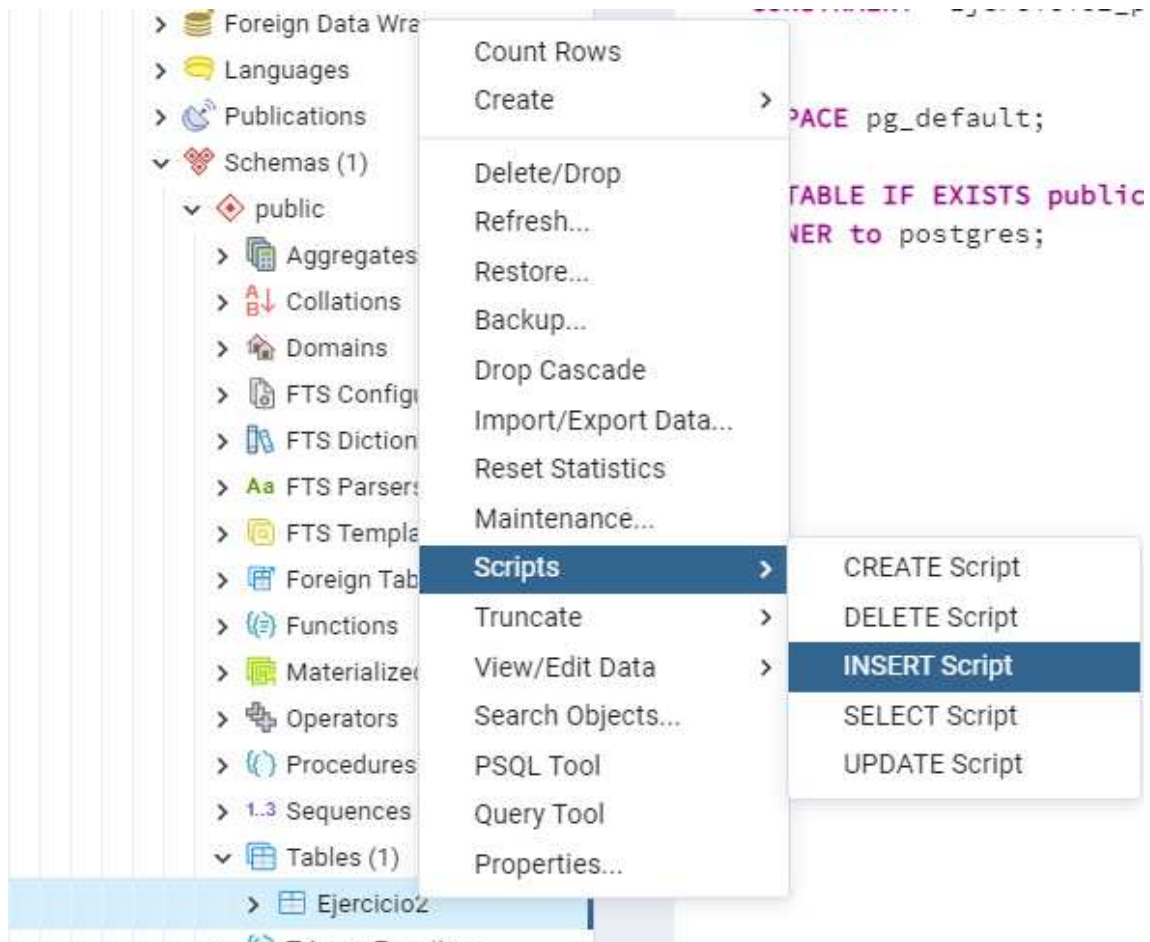 Foreign Data Wra
Languages
Publications
Schemas (1)
public
Aggregates
Collations
Domains
FTS Configu
FTS Diction
FTS Parsers
FTS Templa
Foreign Tab
Functions
Materialized
Operators
Procedures
1..3 Sequences
Tables (1)
Ejercicio2
Count Rows
Create
Delete/Drop
Refresh...
Restore...
Backup...
Drop Cascade
Import/Export Data...
Reset Statistics
Maintenance...
Scripts
Truncate
View/Edit Data
Search Objects...
PSQL Tool
Query Tool
Properties...
CREATE Script
DELETE Script
INSERT Script
SELECT Script
UPDATE Script
PACE pg_default;
TABLE IF EXISTS public
NER to postgres;